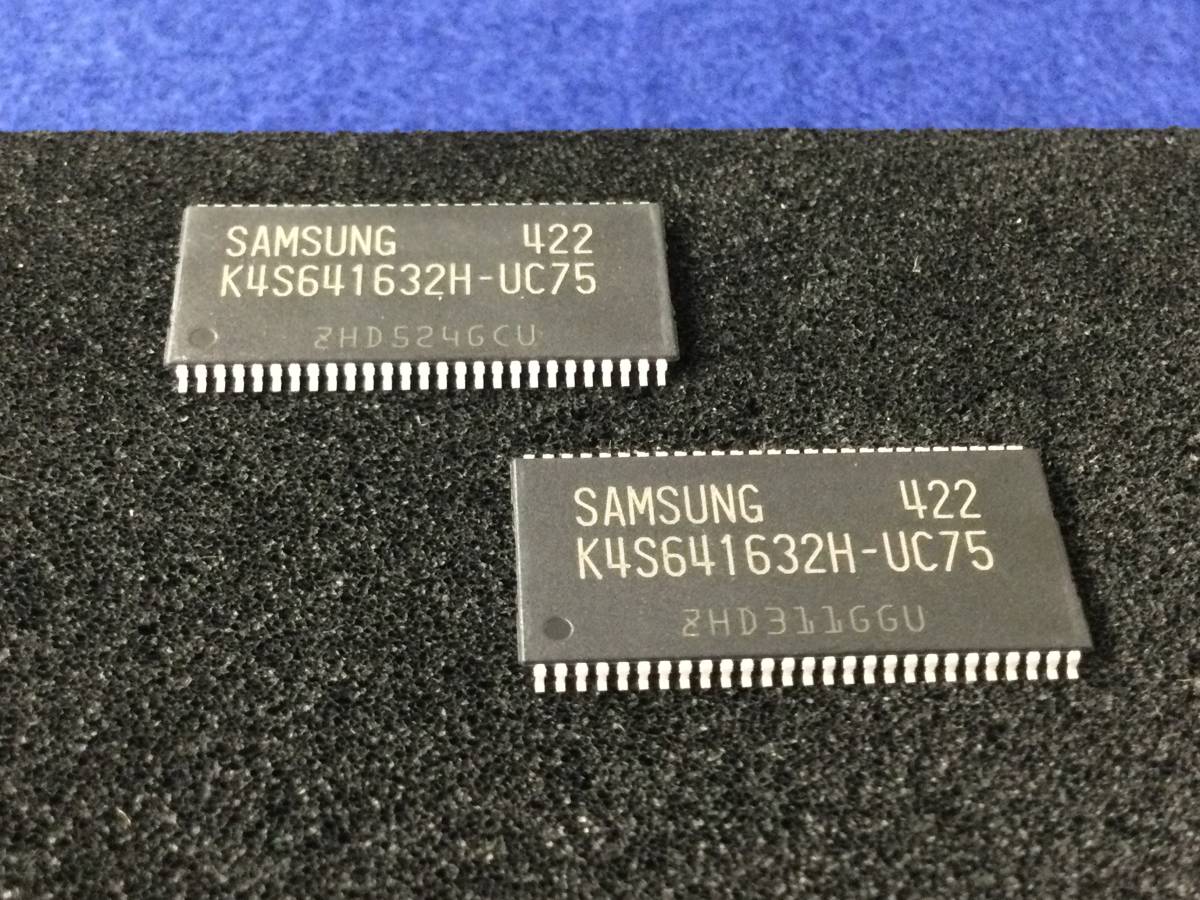 SAMSUNG 422
K4S641632H-UC75
ZHD524GCU
SAMSUNG 422
K4S641632H-UC75
ZHD311GGU